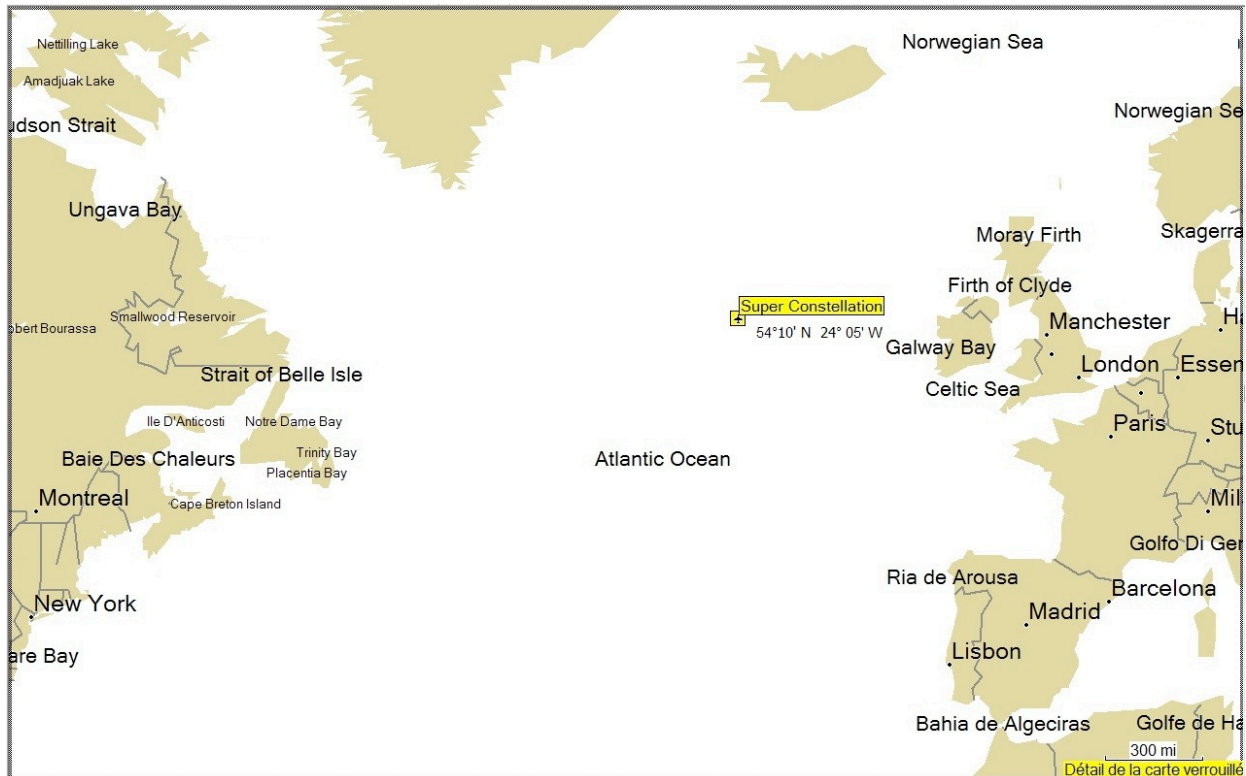 Norwegian Sea
Nettilling Lake
Amadjuak Lake
Norwegian Se
udson Strait
Ungava Bay
Moray Firth
Skagerra
Firth of Clyde
Super Constellation
54°10' N 24° 05' W
Smallwood Reservoir
obert Bourassa
Manchester
Ha
Galway Bay
London
Essen
Strait of Belle Isle
Celtic Sea
Ile D'Anticosti
Notre Dame Bay
Paris
Stu
Trinity Bay
Baie Des Chaleurs
Atlantic Ocean
Placentia Bay
Montreal
Cape Breton Island
Mil
Golfo Di Ger
Ria de Arousa
Barcelona
New York
Madrid
Lisbon
are Bay
Bahia de Algeciras
Golfe de Ha
300 mi
Détail de la carte verrouillé